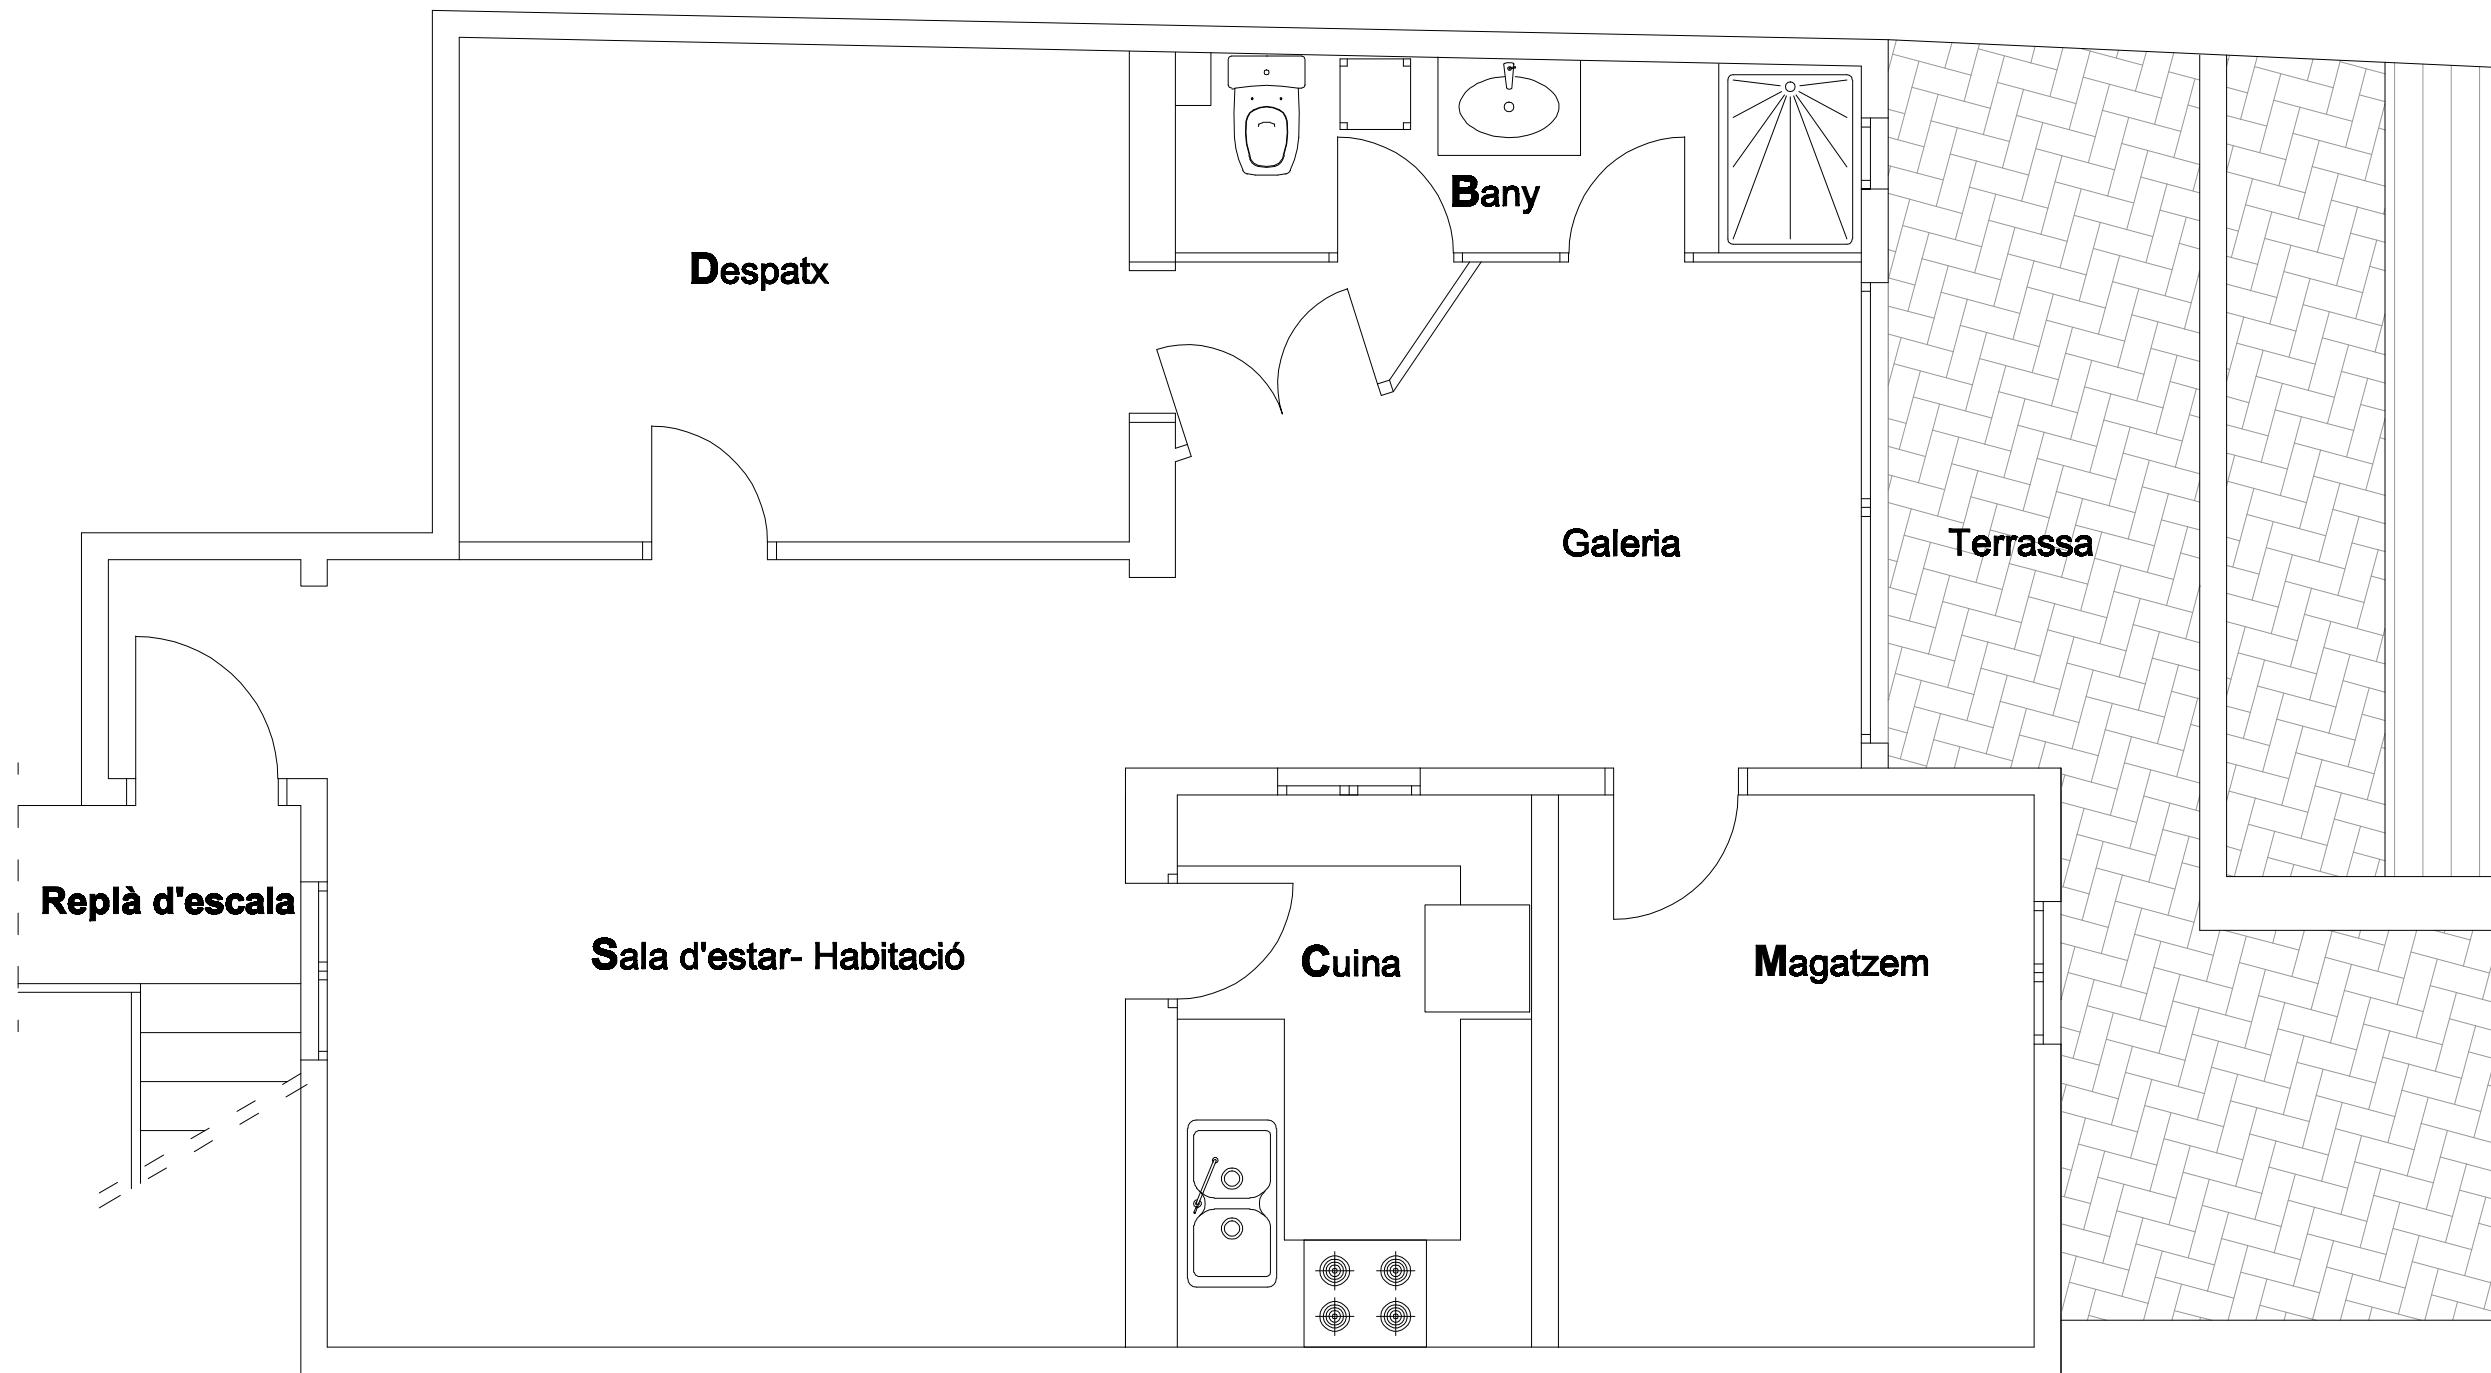 Bany
Despatx
Galeria
Terrassa
Replà d'escala
Sala d'estar- Habitació
Cuina
Magatzem